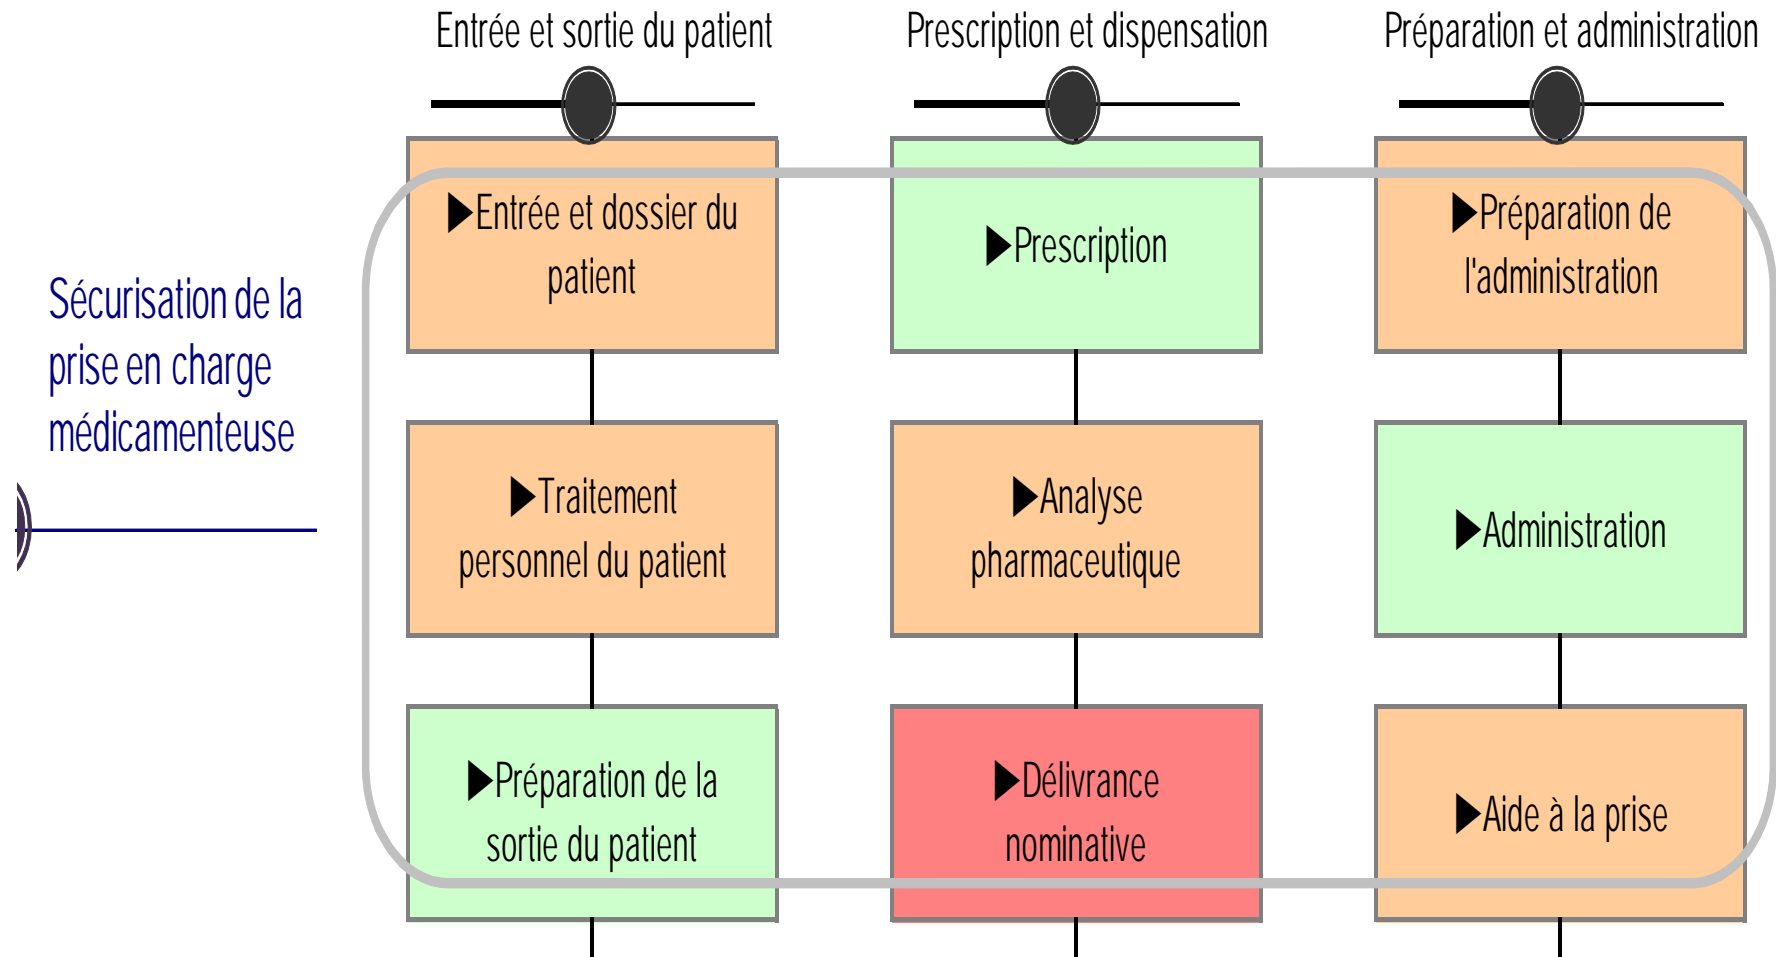 Entrée et sortie du patient
Prescription et dispensation
Préparation et administration
Sécurisation de la
prise en charge
médicamenteuse
▶Entrée et dossier du
patient
▶Prescription
▶Préparation de
l'administration
▶Traitement
personnel du patient
▶Analyse
pharmaceutique
▶Administration
▶Préparation de la
sortie du patient
▶Délivrance
nominative
▶Aide à la prise